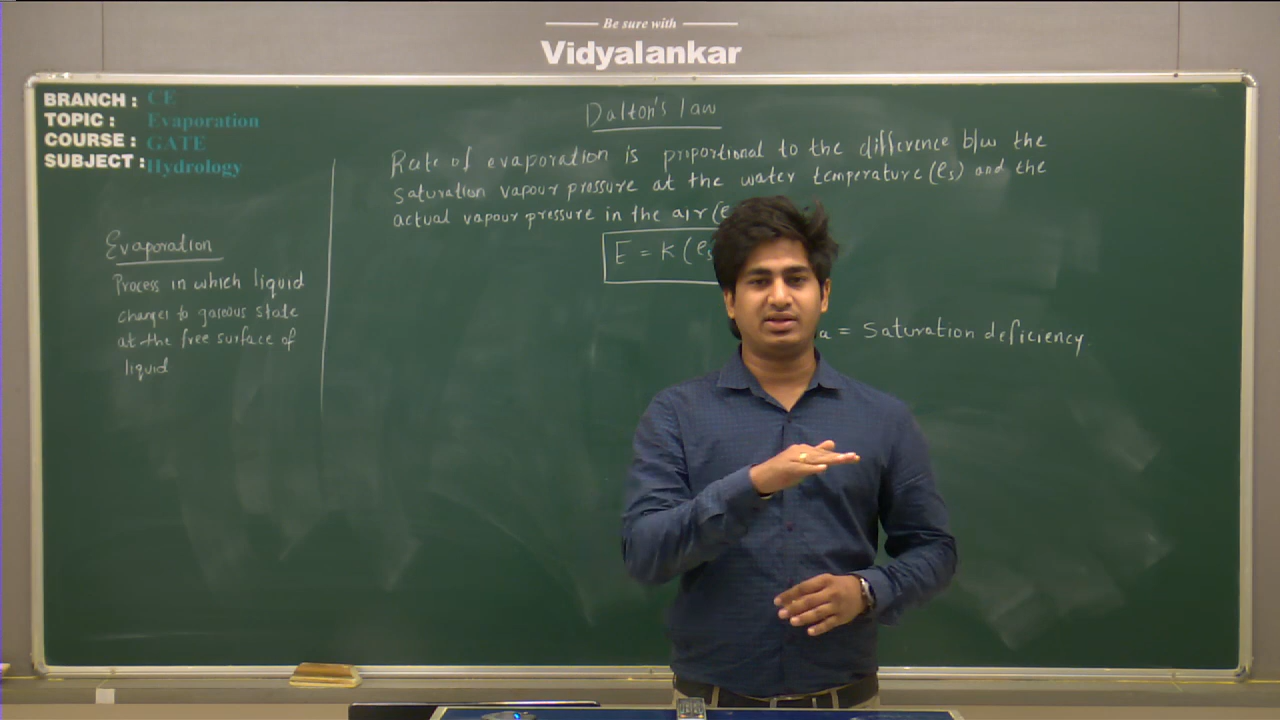 Be sure with
Vidyalankar
BRANCH : CE
TOPIC : Evaporation
COURSE : GATE
SUBJECT : Hydrology
Evaporation
Process in which liquid
changes to gaseous state
at the free surface of
liquid
Dalton's law
Rate of evaporation is proportional to the difference b/w the
saturation vapour pressure at the water temperature (es) and the
actual vapour pressure in the air (e
E = K (es
a = Saturation deficiency.